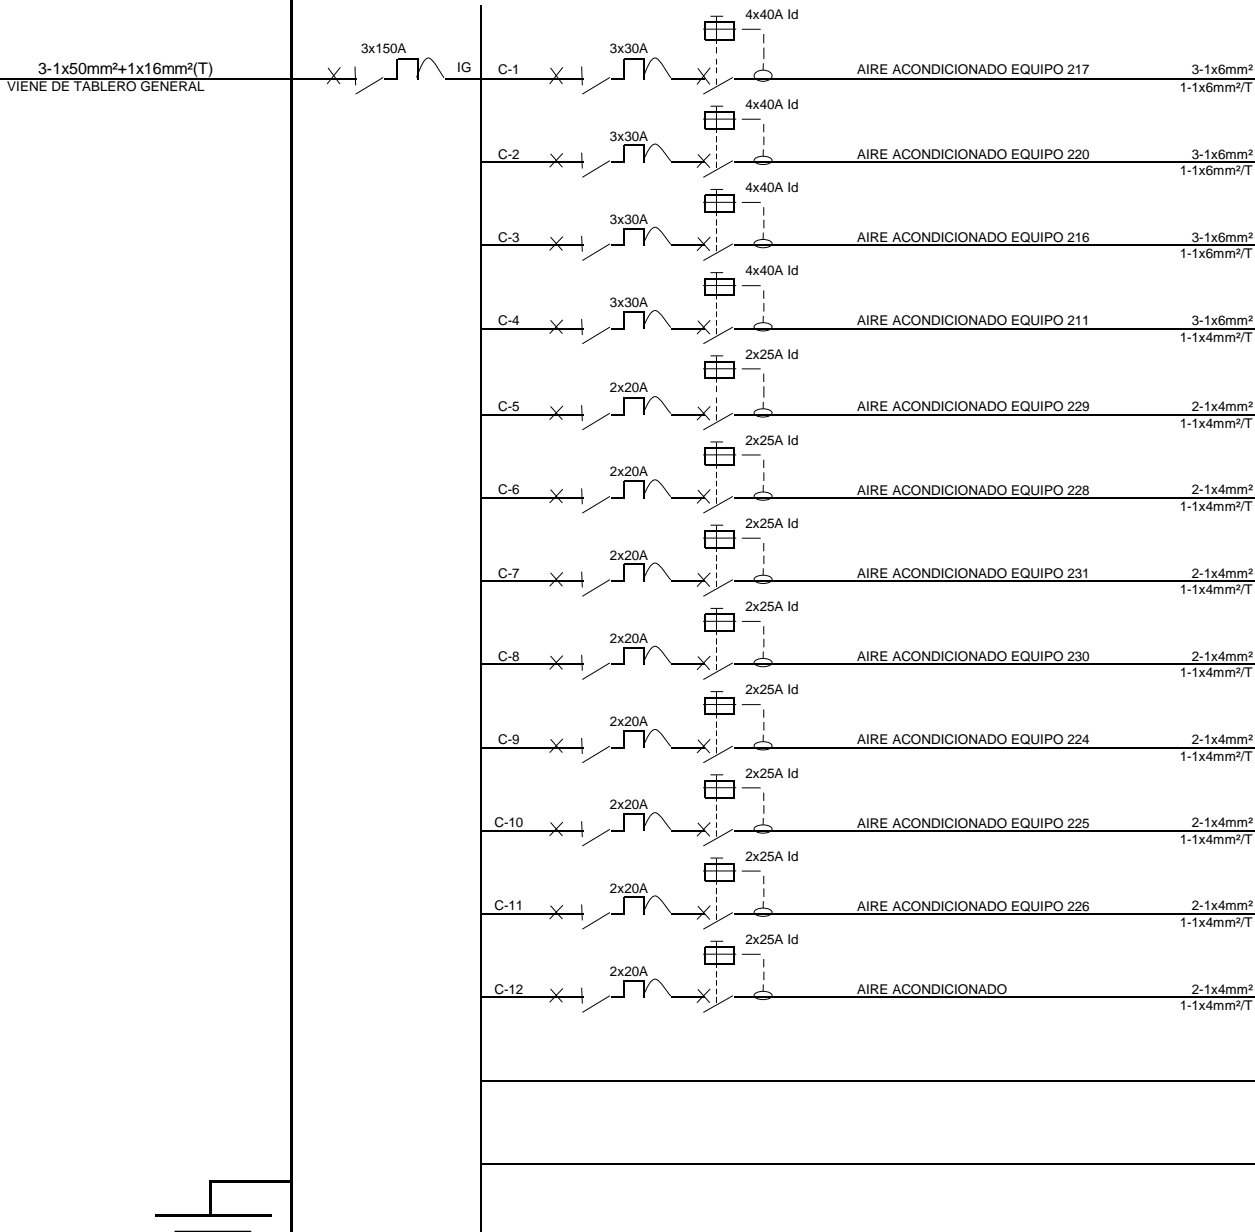 3-1x50mm²+1x16mm²(T)
VIENE DE TABLERO GENERAL
3x150A
IG
C-1
3x30A
4x40A Id
AIRE ACONDICIONADO EQUIPO 217
3-1x6mm²
1-1x6mm²/T
C-2
3x30A
4x40A Id
AIRE ACONDICIONADO EQUIPO 220
3-1x6mm²
1-1x6mm²/T
C-3
3x30A
4x40A Id
AIRE ACONDICIONADO EQUIPO 216
3-1x6mm²
1-1x6mm²/T
C-4
3x30A
4x40A Id
AIRE ACONDICIONADO EQUIPO 211
3-1x6mm²
1-1x4mm²/T
C-5
2x20A
2x25A Id
AIRE ACONDICIONADO EQUIPO 229
2-1x4mm²
1-1x4mm²/T
C-6
2x20A
2x25A Id
AIRE ACONDICIONADO EQUIPO 228
2-1x4mm²
1-1x4mm²/T
C-7
2x20A
2x25A Id
AIRE ACONDICIONADO EQUIPO 231
2-1x4mm²
1-1x4mm²/T
C-8
2x20A
2x25A Id
AIRE ACONDICIONADO EQUIPO 230
2-1x4mm²
1-1x4mm²/T
C-9
2x20A
2x25A Id
AIRE ACONDICIONADO EQUIPO 224
2-1x4mm²
1-1x4mm²/T
C-10
2x20A
2x25A Id
AIRE ACONDICIONADO EQUIPO 225
2-1x4mm²
1-1x4mm²/T
C-11
2x20A
2x25A Id
AIRE ACONDICIONADO EQUIPO 226
2-1x4mm²
1-1x4mm²/T
C-12
2x20A
2x25A Id
AIRE ACONDICIONADO
2-1x4mm²
1-1x4mm²/T